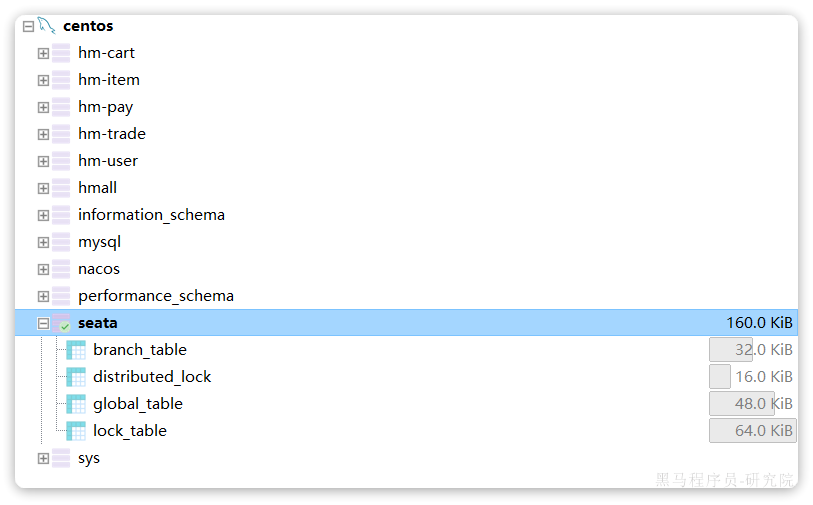 centos
hm-cart
hm-item
hm-pay
hm-trade
hm-user
hmall
information_schema
mysql
nacos
performance_schema
seata 160.0 KiB
branch_table 32.0 KiB
distributed_lock 16.0 KiB
global_table 48.0 KiB
lock_table 64.0 KiB
sys
黑马程序员-研究院